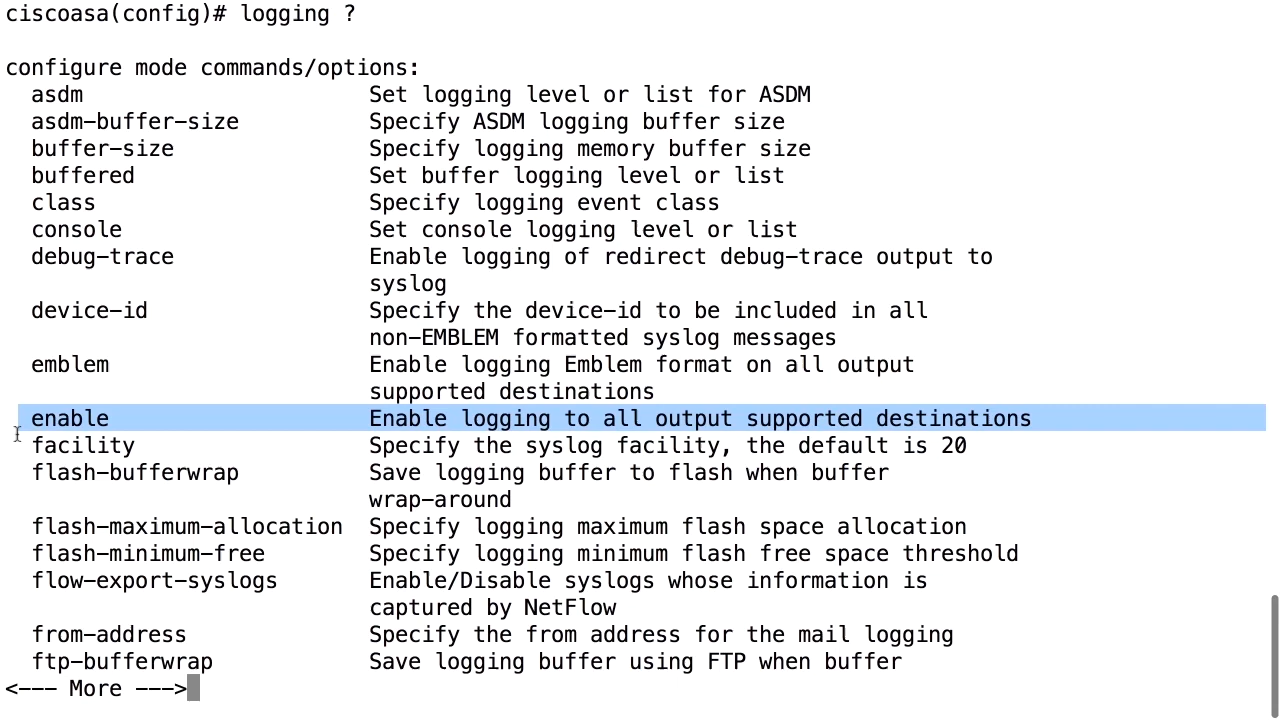 ciscoasa(config)# logging ?
configure mode commands/options:
asdm Set logging level or list for ASDM
asdm-buffer-size Specify ASDM logging buffer size
buffer-size Specify logging memory buffer size
buffered Set buffer logging level or list
class Specify logging event class
console Set console logging level or list
debug-trace Enable logging of redirect debug-trace output to
syslog
device-id Specify the device-id to be included in all
non-EMBLEM formatted syslog messages
emblem Enable logging Emblem format on all output
supported destinations
enable Enable logging to all output supported destinations
facility Specify the syslog facility, the default is 20
flash-bufferwrap Save logging buffer to flash when buffer
wrap-around
flash-maximum-allocation Specify logging maximum flash space allocation
flash-minimum-free Specify logging minimum flash free space threshold
flow-export-syslogs Enable/Disable syslogs whose information is
captured by NetFlow
from-address Specify the from address for the mail logging
ftp-bufferwrap Save logging buffer using FTP when buffer
<--- More --->